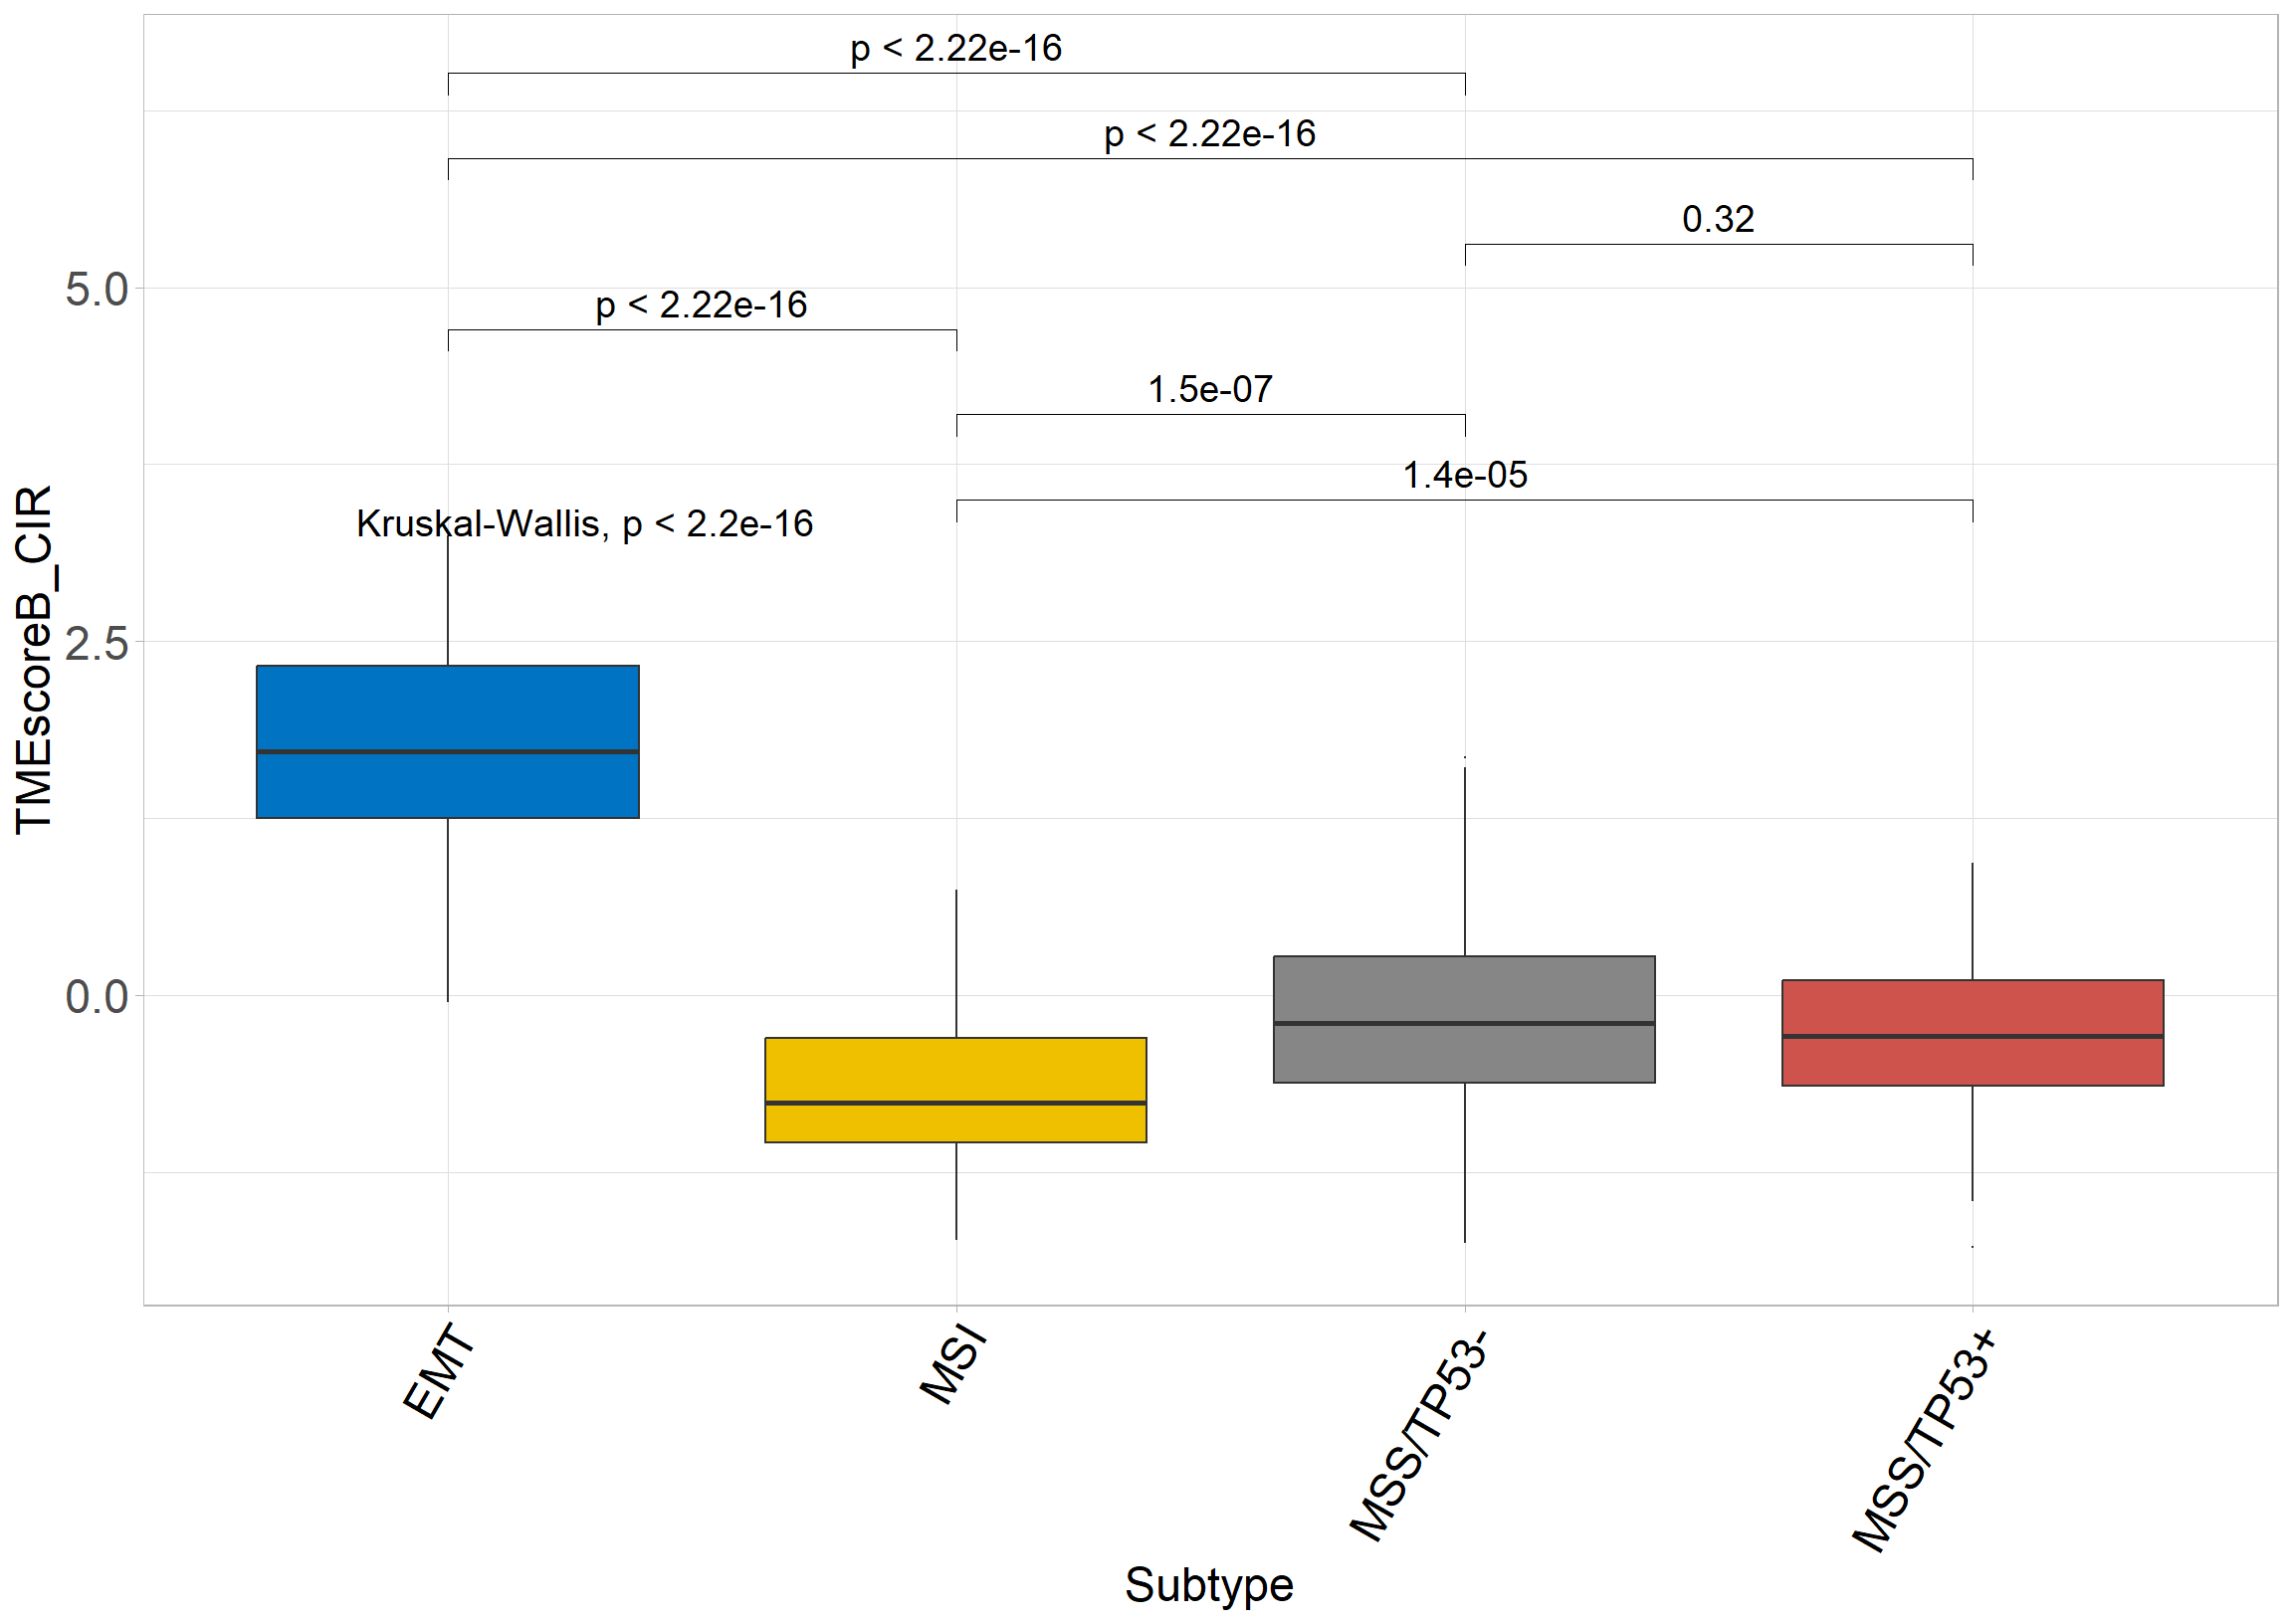 p < 2.22e-16
p < 2.22e-16
0.32
5.0
p < 2.22e-16
1.5e-07
1.4e-05
Kruskal-Wallis, p < 2.2e-16
TMEscoreB_CIR
2.5
0.0
EMT
MSI
MSS/TP53-
MSS/TP53+
Subtype